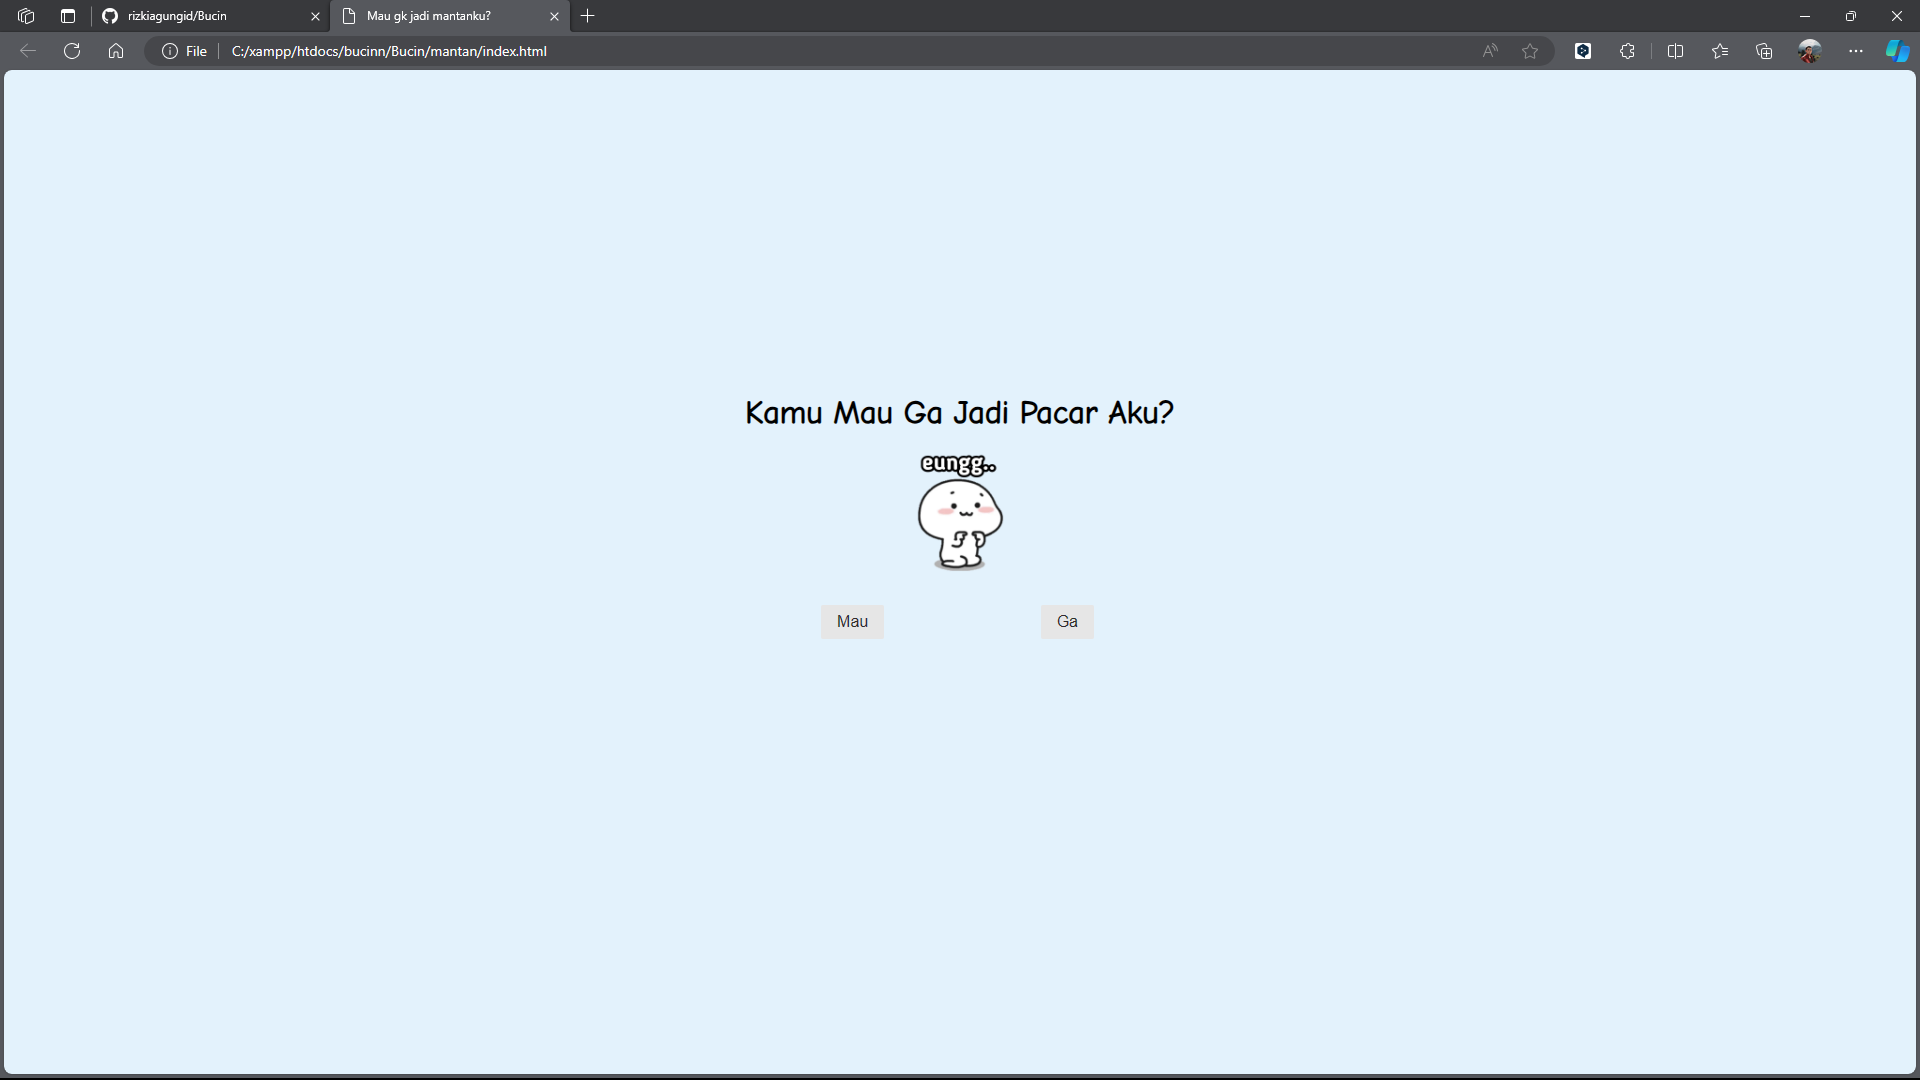 rizkiagungid/Bucin
Mau gk jadi mantanku?
File
C:/xampp/htdocs/bucinn/Bucin/mantan/index.html
Kamu Mau Ga Jadi Pacar Aku?
eungg..
Mau
Ga